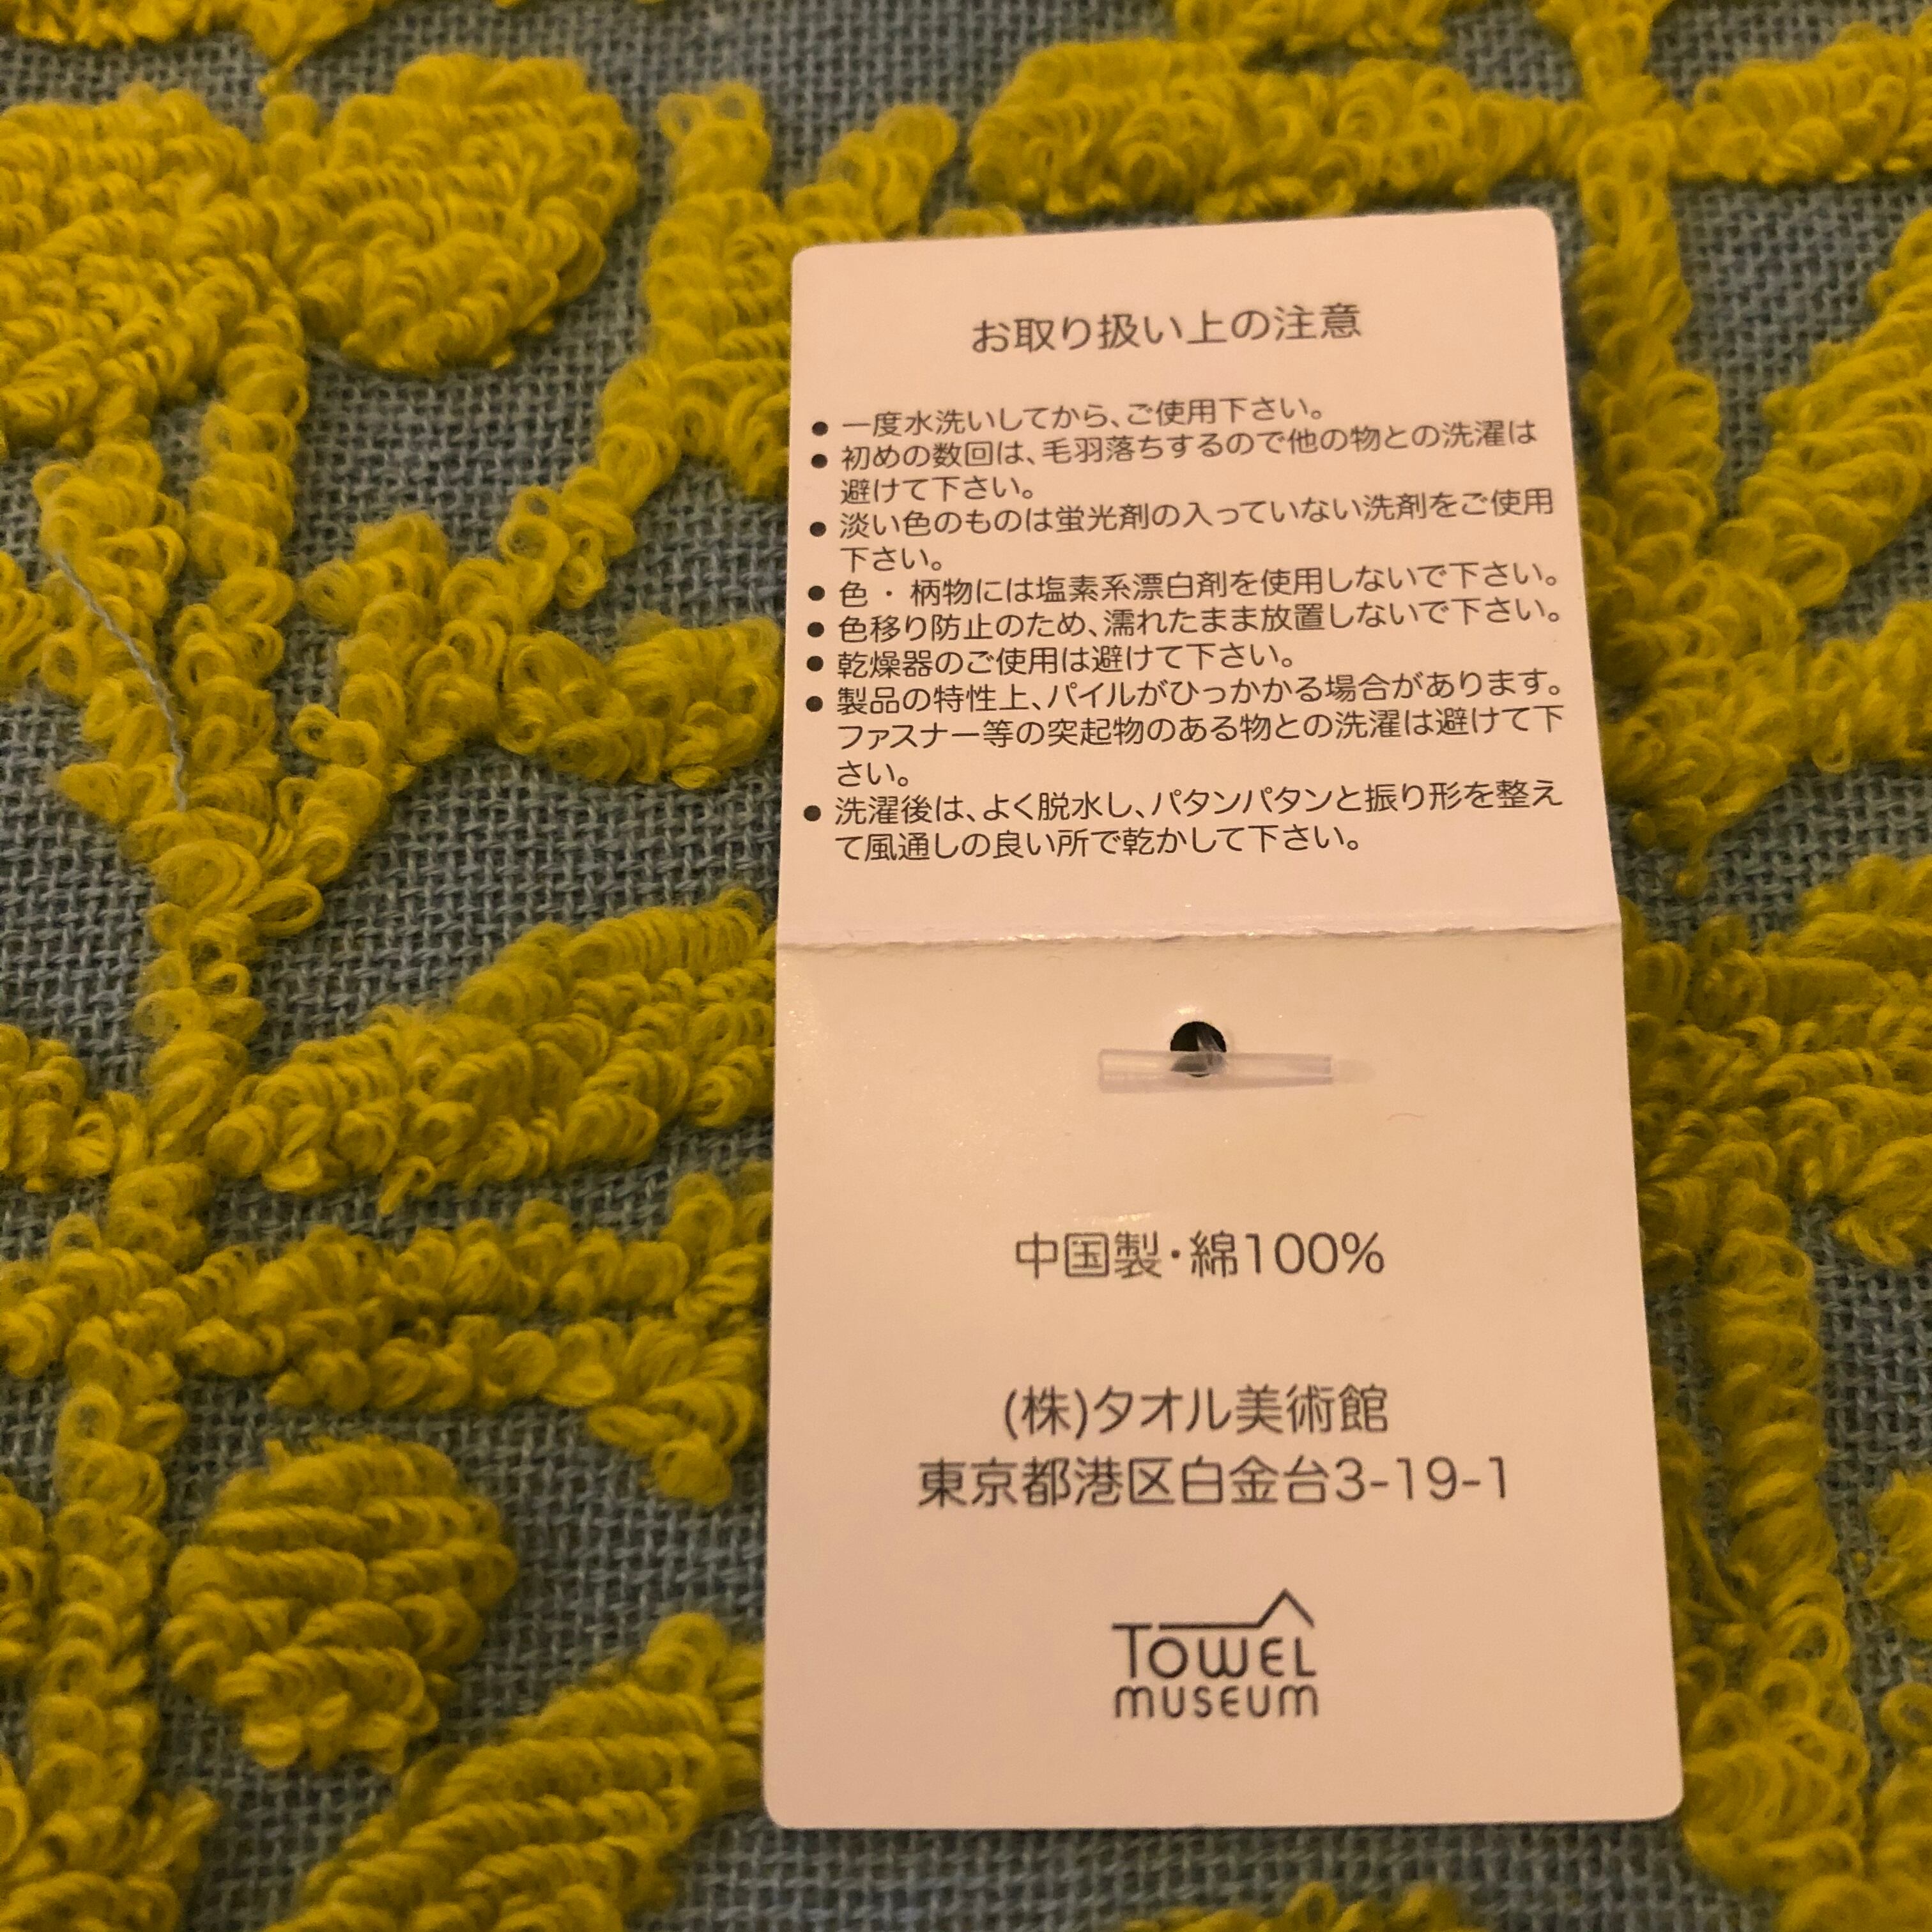 お取り扱い上の注意
● 一度水洗いしてから、ご使用下さい。
● 初めの数回は、毛羽落ちするので他の物との洗濯は
避けて下さい。
● 淡い色のものは蛍光剤の入っていない洗剤をご使用
下さい。
● 色・柄物には塩素系漂白剤を使用しないで下さい。
● 色移り防止のため、濡れたまま放置しないで下さい。
● 乾燥器のご使用は避けて下さい。
● 製品の特性上、パイルがひっかかる場合があります。
ファスナー等の突起物のある物との洗濯は避けて下
さい。
● 洗濯後は、よく脱水し、パタンパタンと振り形を整え
て風通しの良い所で乾かして下さい。
中国製・綿100%
(株)タオル美術館
東京都港区白金台3-19-1
TOWEL
MUSEUM